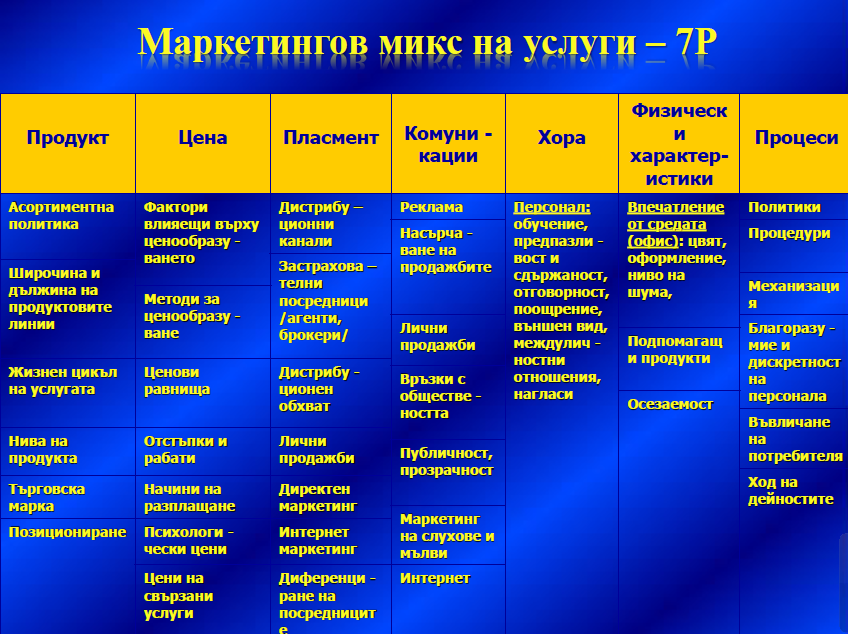 Маркетингов микс на услуги – 7Р
Продукт
Цена
Пласмент
Комуни -
кации
Хора
Физическ
и
характер-
истики
Процеси
Асортиментна
политика
Широчина и
дължина на
продуктовите
линии
Жизнен цикъл
на услугата
Нива на
продукта
Търговска
марка
Позициониране
Фактори
влияещи върху
ценообразу -
ването
Методи за
ценообразу -
ване
Ценови
равнища
Отстъпки и
рабати
Начини на
разплащане
Психологи -
чески цени
Цени на
свързани
услуги
Дистрибу –
ционни
канали
Застрахова –
телни
посредници
/агенти,
брокери/
Дистрибу -
ционен
обхват
Лични
продажби
Директен
маркетинг
Интернет
маркетинг
Диференци -
ране на
посредницит
е
Реклама
Насърча -
ване на
продажбите
Лични
продажби
Връзки с
обществе -
ността
Публичност,
прозрачност
Маркетинг
на слухове и
мълви
Интернет
Персонал:
обучение,
предпазли -
вост и
сдържаност,
отговорност,
поощрение,
външен вид,
междулич -
ностни
отношения,
нагласи
Впечатление
от средата
(офис): цвят,
оформление,
ниво на
шума,
Подпомагащ
и продукти
Осезаемост
Политики
Процедури
Механизаци
я
Благоразу -
мие и
дискретност
на
персонала
Въвличане
на
потребителя
Ход на
дейностите